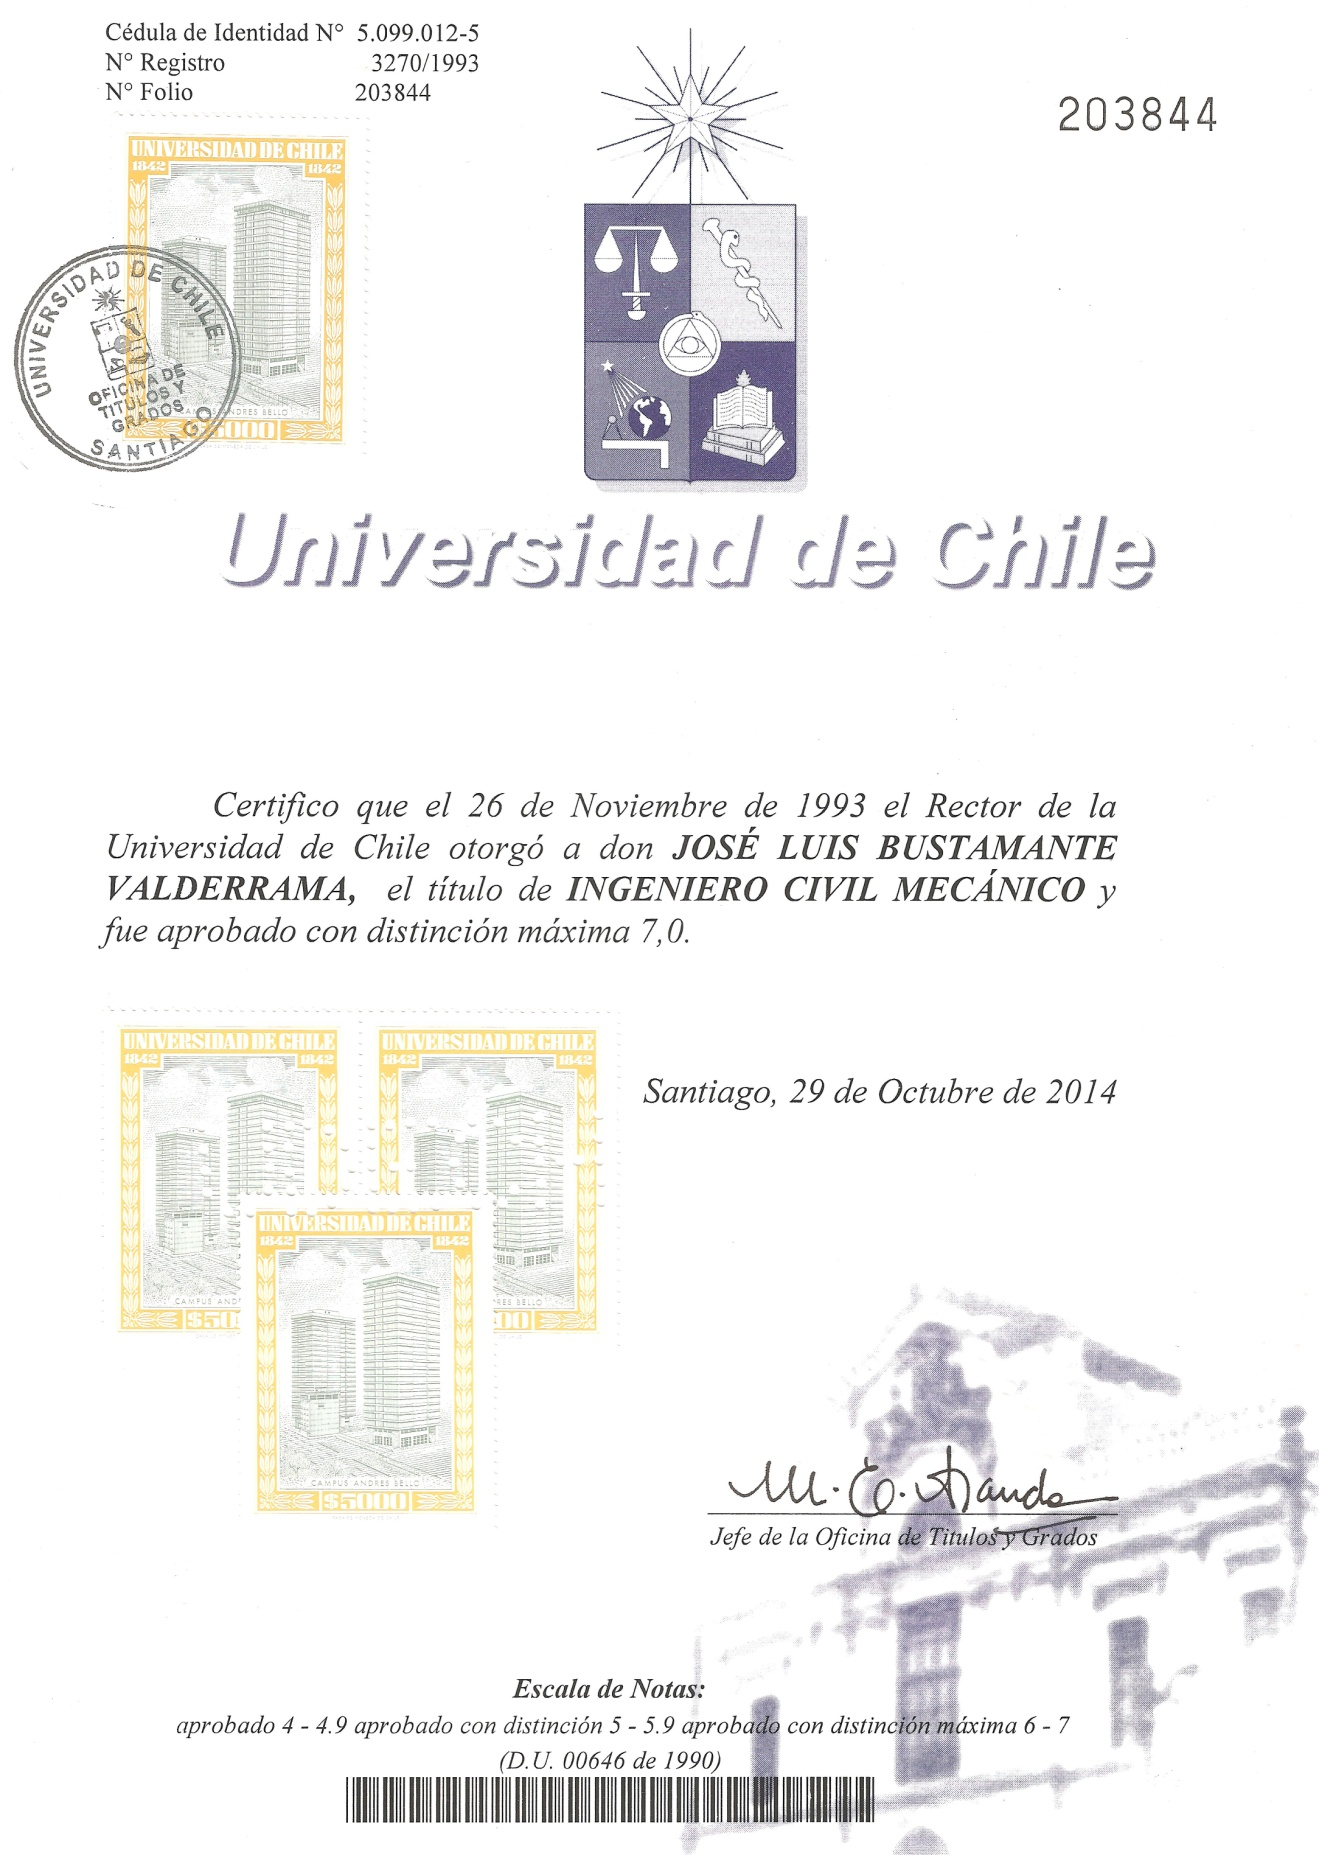 Cédula de Identidad N° 5.099.012-5
N° Registro 3270/1993
N° Folio 203844
203844
UNIVERSIDAD DE CHILE
1842 1842
CAMPUS ANDRES BELLO
$5000
UNIVERSIDAD DE CHILE
OFICINA DE
TITULOS Y
GRADOS
SANTIAGO
Universidad de Chile
Certifico que el 26 de Noviembre de 1993 el Rector de la
Universidad de Chile otorgó a don JOSÉ LUIS BUSTAMANTE
VALDERRAMA, el título de INGENIERO CIVIL MECÁNICO y
fue aprobado con distinción máxima 7,0.
UNIVERSIDAD DE CHILE UNIVERSIDAD DE CHILE
1842 1842 1842 1842
Santiago, 29 de Octubre de 2014
UNIVERSIDAD DE CHILE
1842 1842
CAMPUS ANDRES BELLO
$5000
Jefe de la Oficina de Titulos y Grados
Escala de Notas:
aprobado 4 - 4.9 aprobado con distinción 5 - 5.9 aprobado con distinción máxima 6 - 7
(D.U. 00646 de 1990)